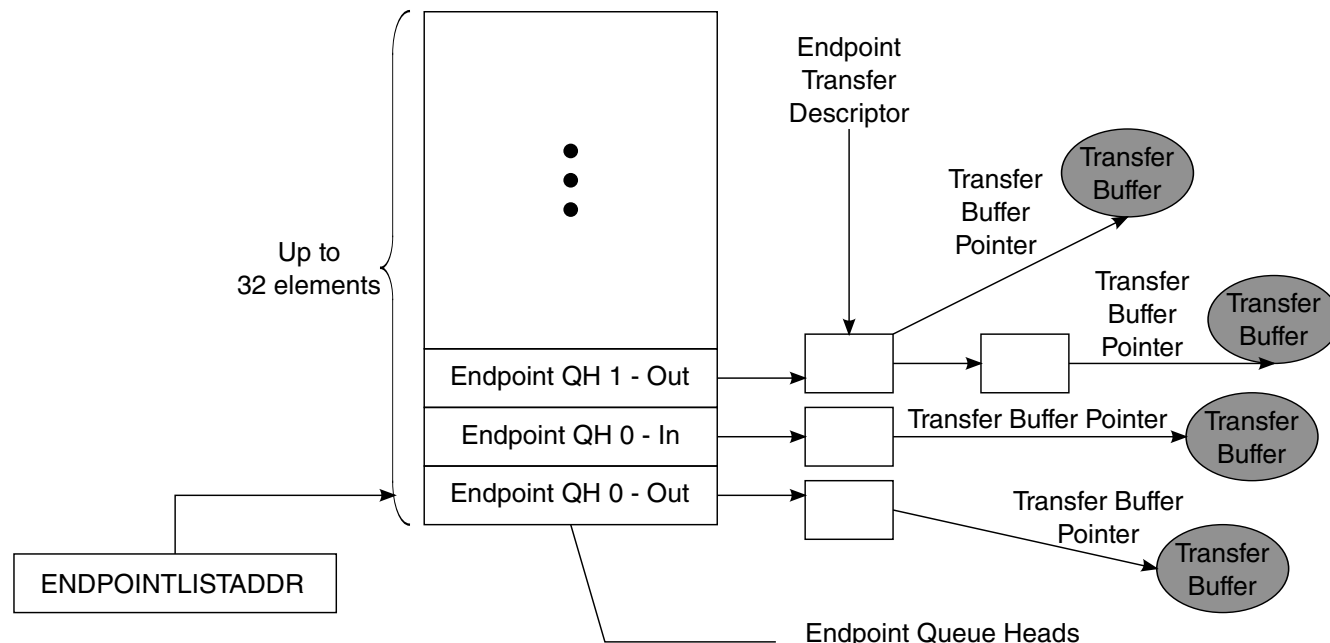 Endpoint
Transfer
Descriptor
Transfer
Buffer
Transfer
Buffer
Pointer
Up to
32 elements
Transfer
Buffer
Pointer
Transfer
Buffer
Endpoint QH 1 - Out
Endpoint QH 0 - In
Transfer Buffer Pointer
Transfer
Buffer
Endpoint QH 0 - Out
Transfer Buffer
Pointer
Transfer
Buffer
ENDPOINTLISTADDR
Endpoint Queue Heads